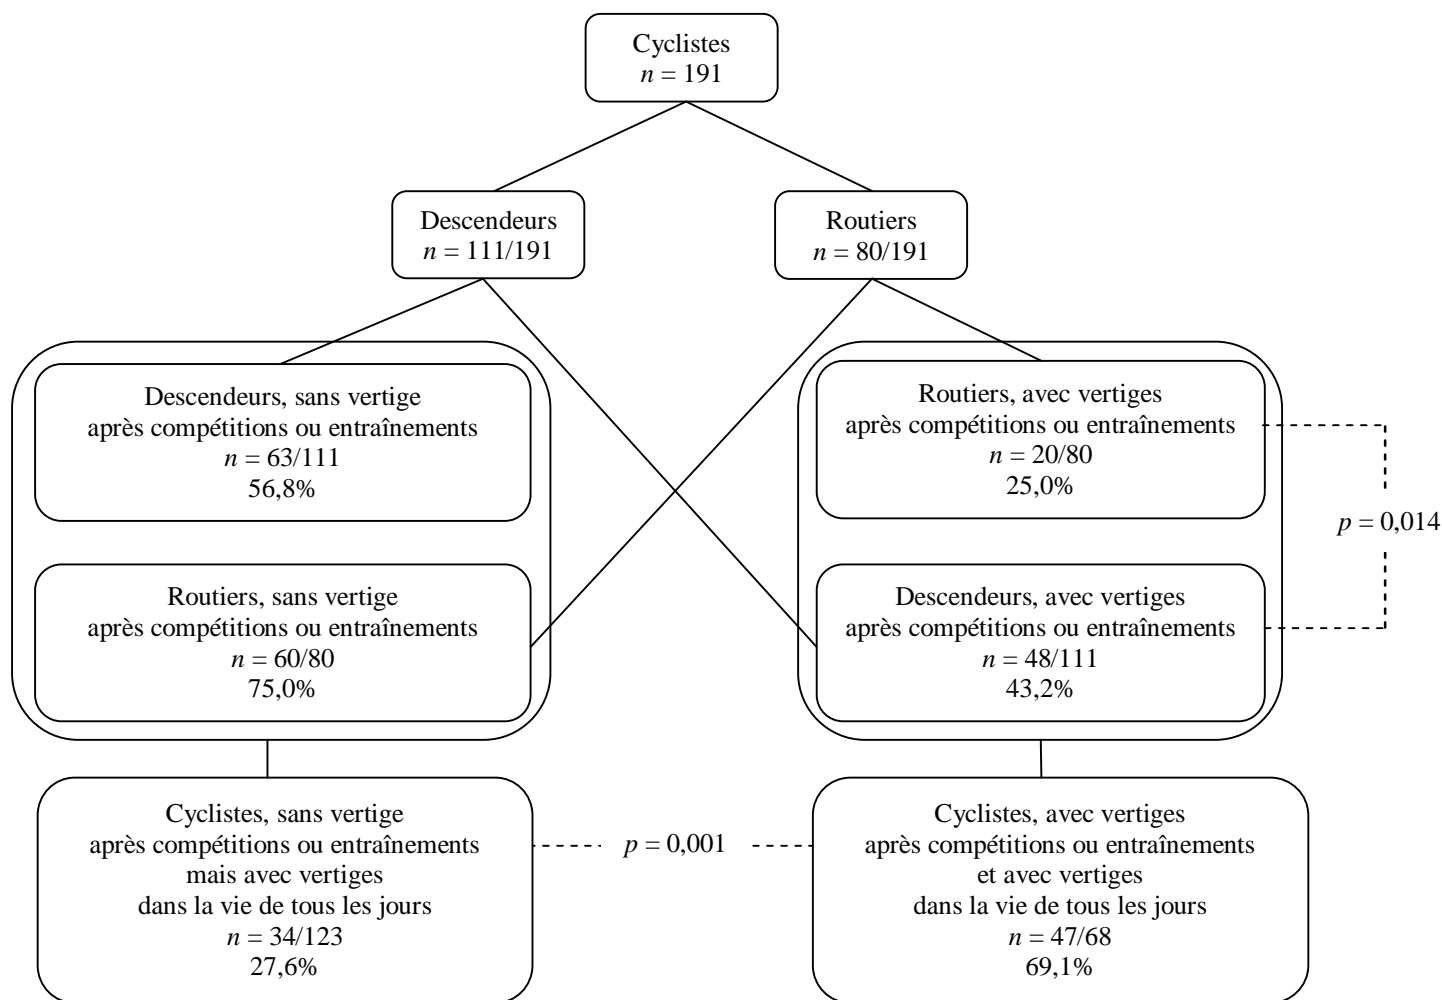 Cyclistes
n = 191
Descendeurs
n = 111/191
Routiers
n = 80/191
Descendeurs, sans vertige
après compétitions ou entraînements
n = 63/111
56,8%
Routiers, avec vertiges
après compétitions ou entraînements
n = 20/80
25,0%
p = 0,014
Routiers, sans vertige
après compétitions ou entraînements
n = 60/80
75,0%
Descendeurs, avec vertiges
après compétitions ou entraînements
n = 48/111
43,2%
Cyclistes, sans vertige
après compétitions ou entraînements
mais avec vertiges
dans la vie de tous les jours
n = 34/123
27,6%
p = 0,001
Cyclistes, avec vertiges
après compétitions ou entraînements
et avec vertiges
dans la vie de tous les jours
n = 47/68
69,1%